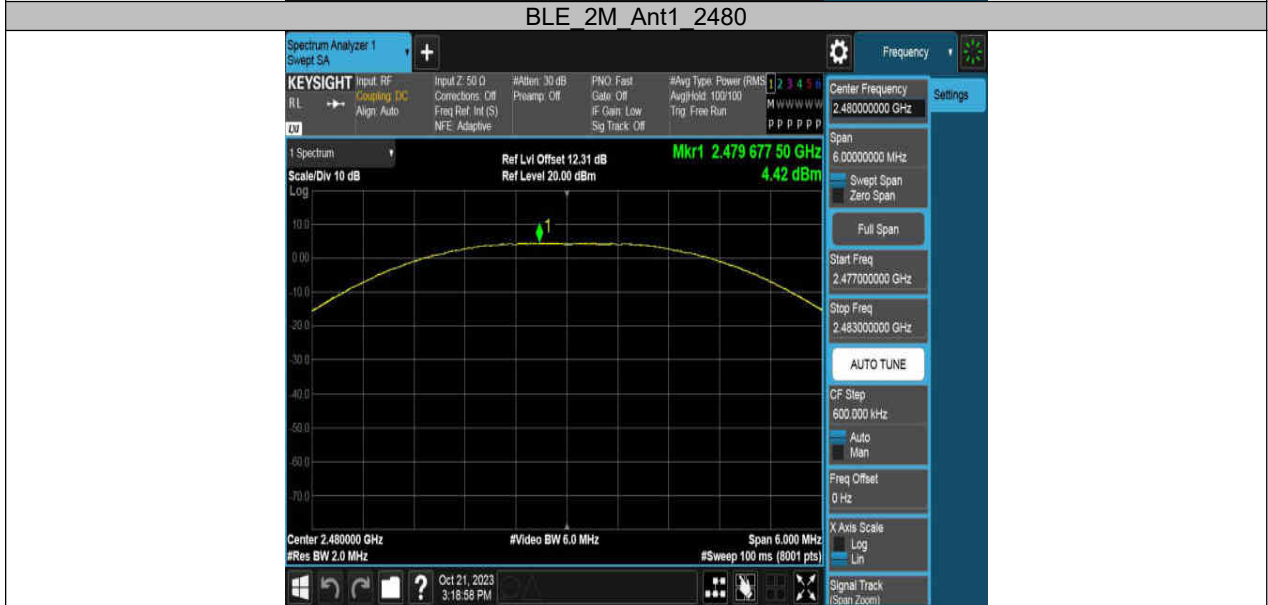 BLE_2M_Ant1_2480
Spectrum Analyzer 1
Swept SA
+
Frequency
KEYSIGHT
RL
LXI
Input: RF
Coupling: DC
Align: Auto
Input Z: 50 Ω
Corrections: Off
Freq Ref: Int (S)
NFE: Adaptive
#Atten: 30 dB
Preamp: Off
PNO: Fast
Gate: Off
IF Gain: Low
Sig Track: Off
#Avg Type: Power (RMS
Avg|Hold: 100/100
Trig: Free Run
1 2 3 4 5 6
M W W W W W
P P P P P P
Center Frequency
2.480000000 GHz
Settings
Span
6.00000000 MHz
Swept Span
Zero Span
Full Span
Start Freq
2.477000000 GHz
Stop Freq
2.483000000 GHz
AUTO TUNE
CF Step
600.000 kHz
Auto
Man
Freq Offset
0 Hz
X Axis Scale
Log
Lin
Signal Track
(Span Zoom)
1 Spectrum
Scale/Div 10 dB
Ref Lvl Offset 12.31 dB
Ref Level 20.00 dBm
Mkr1 2.479 677 50 GHz
4.42 dBm
Log
1
10.0
0.00
-10.0
-20.0
-30.0
-40.0
-50.0
-60.0
-70.0
Center 2.480000 GHz
#Res BW 2.0 MHz
#Video BW 6.0 MHz
Span 6.000 MHz
#Sweep 100 ms (8001 pts)
?
Oct 21, 2023
3:18:58 PM